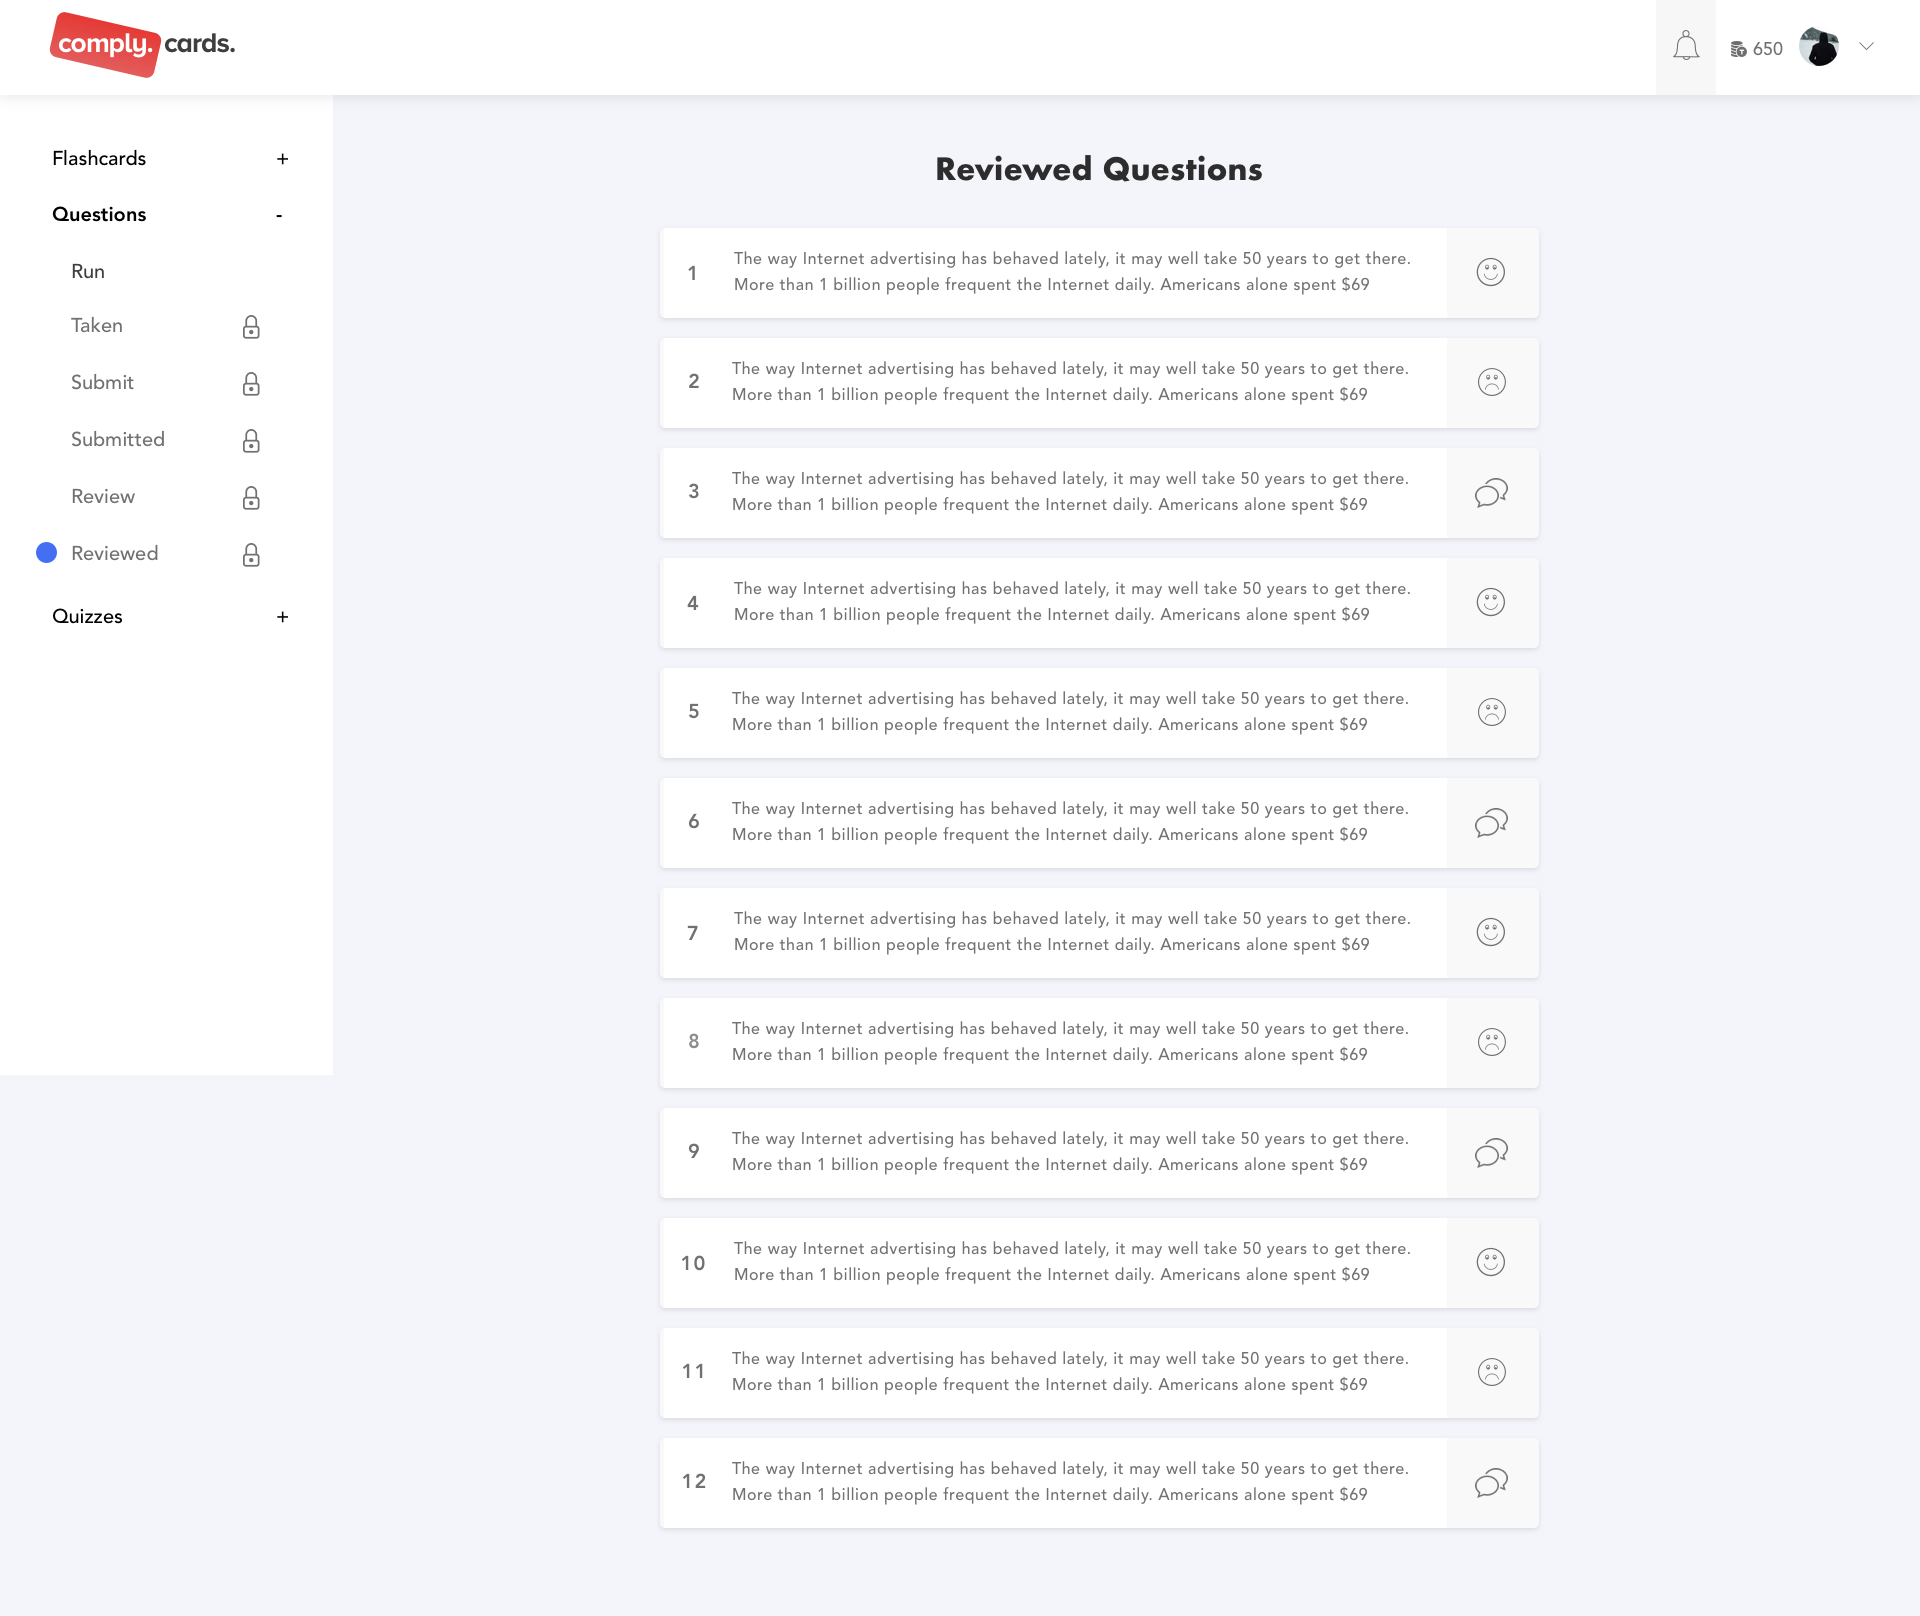 comply. cards.
650
Flashcards +
Questions -
Run
Taken
Submit
Submitted
Review
Reviewed
Quizzes +
Reviewed Questions
1
The way Internet advertising has behaved lately, it may well take 50 years to get there.
More than 1 billion people frequent the Internet daily. Americans alone spent $69
2
The way Internet advertising has behaved lately, it may well take 50 years to get there.
More than 1 billion people frequent the Internet daily. Americans alone spent $69
3
The way Internet advertising has behaved lately, it may well take 50 years to get there.
More than 1 billion people frequent the Internet daily. Americans alone spent $69
4
The way Internet advertising has behaved lately, it may well take 50 years to get there.
More than 1 billion people frequent the Internet daily. Americans alone spent $69
5
The way Internet advertising has behaved lately, it may well take 50 years to get there.
More than 1 billion people frequent the Internet daily. Americans alone spent $69
6
The way Internet advertising has behaved lately, it may well take 50 years to get there.
More than 1 billion people frequent the Internet daily. Americans alone spent $69
7
The way Internet advertising has behaved lately, it may well take 50 years to get there.
More than 1 billion people frequent the Internet daily. Americans alone spent $69
8
The way Internet advertising has behaved lately, it may well take 50 years to get there.
More than 1 billion people frequent the Internet daily. Americans alone spent $69
9
The way Internet advertising has behaved lately, it may well take 50 years to get there.
More than 1 billion people frequent the Internet daily. Americans alone spent $69
10
The way Internet advertising has behaved lately, it may well take 50 years to get there.
More than 1 billion people frequent the Internet daily. Americans alone spent $69
11
The way Internet advertising has behaved lately, it may well take 50 years to get there.
More than 1 billion people frequent the Internet daily. Americans alone spent $69
12
The way Internet advertising has behaved lately, it may well take 50 years to get there.
More than 1 billion people frequent the Internet daily. Americans alone spent $69